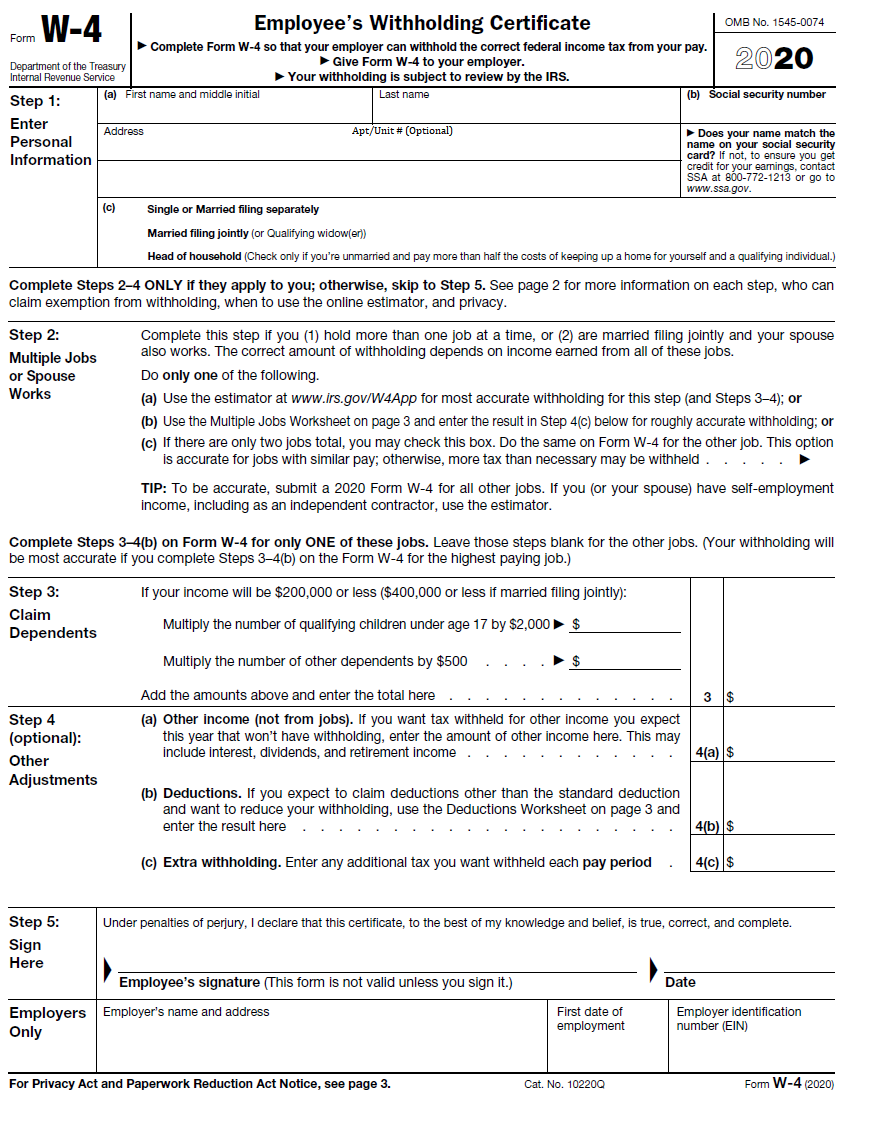 Form W-4
Department of the Treasury
Internal Revenue Service
Employee's Withholding Certificate
▶ Complete Form W-4 so that your employer can withhold the correct federal income tax from your pay.
▶ Give Form W-4 to your employer.
▶ Your withholding is subject to review by the IRS.
OMB No. 1545-0074
2020
Step 1:
Enter
Personal
Information
(a) First name and middle initial
Last name
(b) Social security number
Address
Apt/Unit # (Optional)
▶ Does your name match the
name on your social security
card? If not, to ensure you get
credit for your earnings, contact
SSA at 800-772-1213 or go to
www.ssa.gov.
(c) Single or Married filing separately
Married filing jointly (or Qualifying widow(er))
Head of household (Check only if you're unmarried and pay more than half the costs of keeping up a home for yourself and a qualifying individual.)
Complete Steps 2–4 ONLY if they apply to you; otherwise, skip to Step 5. See page 2 for more information on each step, who can
claim exemption from withholding, when to use the online estimator, and privacy.
Step 2:
Multiple Jobs
or Spouse
Works
Complete this step if you (1) hold more than one job at a time, or (2) are married filing jointly and your spouse
also works. The correct amount of withholding depends on income earned from all of these jobs.
Do only one of the following.
(a) Use the estimator at www.irs.gov/W4App for most accurate withholding for this step (and Steps 3–4); or
(b) Use the Multiple Jobs Worksheet on page 3 and enter the result in Step 4(c) below for roughly accurate withholding; or
(c) If there are only two jobs total, you may check this box. Do the same on Form W-4 for the other job. This option
is accurate for jobs with similar pay; otherwise, more tax than necessary may be withheld . . . . . ▶
TIP: To be accurate, submit a 2020 Form W-4 for all other jobs. If you (or your spouse) have self-employment
income, including as an independent contractor, use the estimator.
Complete Steps 3–4(b) on Form W-4 for only ONE of these jobs. Leave those steps blank for the other jobs. (Your withholding will
be most accurate if you complete Steps 3–4(b) on the Form W-4 for the highest paying job.)
Step 3:
Claim
Dependents
If your income will be $200,000 or less ($400,000 or less if married filing jointly):
Multiply the number of qualifying children under age 17 by $2,000 ▶ $
Multiply the number of other dependents by $500 . . . . ▶ $
Add the amounts above and enter the total here . . . . . . . . . . . . . 3 $
Step 4
(optional):
Other
Adjustments
(a) Other income (not from jobs). If you want tax withheld for other income you expect
this year that won't have withholding, enter the amount of other income here. This may
include interest, dividends, and retirement income . . . . . . . . . . . . 4(a) $
(b) Deductions. If you expect to claim deductions other than the standard deduction
and want to reduce your withholding, use the Deductions Worksheet on page 3 and
enter the result here . . . . . . . . . . . . . . . . . . . . . 4(b) $
(c) Extra withholding. Enter any additional tax you want withheld each pay period . 4(c) $
Step 5:
Sign
Here
Under penalties of perjury, I declare that this certificate, to the best of my knowledge and belief, is true, correct, and complete.
Employee's signature (This form is not valid unless you sign it.)
Date
Employers
Only
Employer's name and address
First date of
employment
Employer identification
number (EIN)
For Privacy Act and Paperwork Reduction Act Notice, see page 3.
Cat. No. 10220Q
Form W-4 (2020)